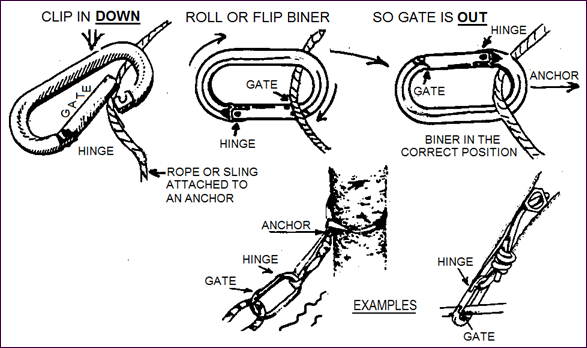 CLIP IN DOWN
ROLL OR FLIP BINER
SO GATE IS OUT
GATE
HINGE
ROPE OR SLING
ATTACHED TO
AN ANCHOR
GATE
HINGE
HINGE
GATE
ANCHOR
BINER IN THE
CORRECT POSITION
ANCHOR
HINGE
GATE
EXAMPLES
HINGE
GATE